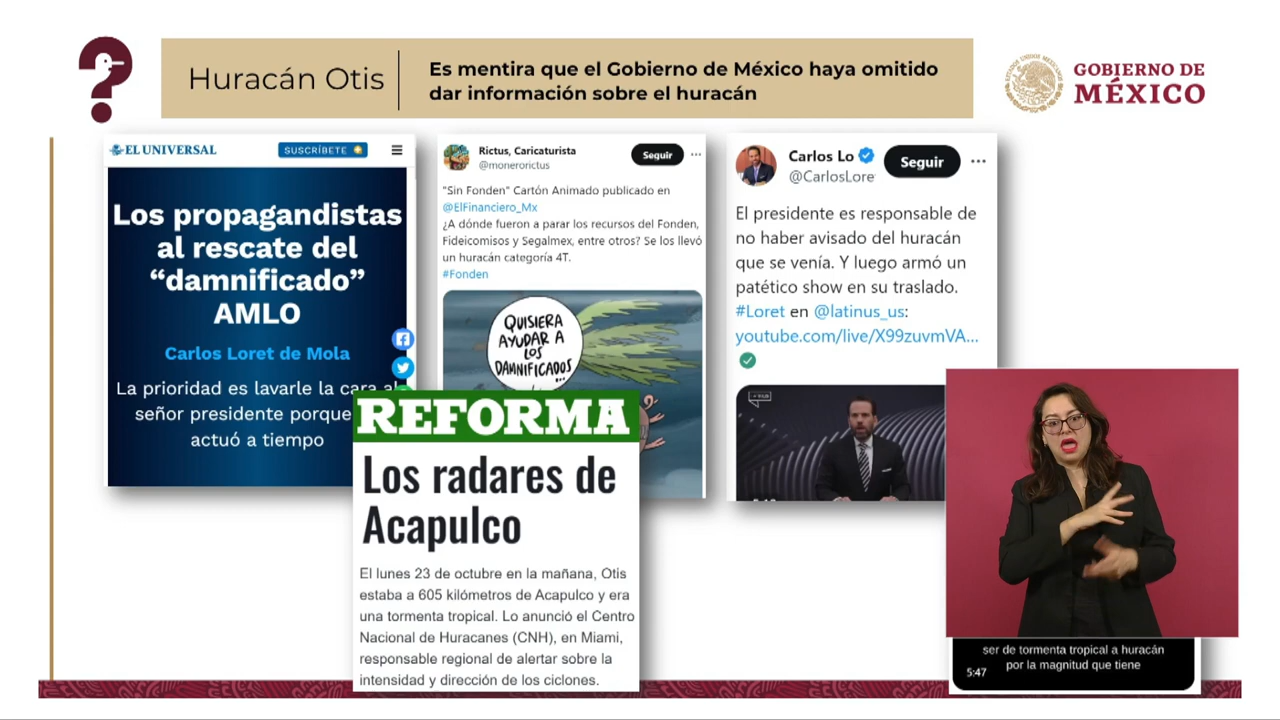 Huracán Otis
Es mentira que el Gobierno de México haya omitido
dar información sobre el huracán
GOBIERNO DE
MÉXICO
EL UNIVERSAL
SUSCRÍBETE
Los propagandistas
al rescate del
“damnificado”
AMLO
Carlos Loret de Mola
La prioridad es lavarle la cara al
señor presidente porque
actuó a tiempo
Rictus, Caricaturista
@monerorictus
Seguir
"Sin Fonden" Cartón Animado publicado en
@ElFinanciero_Mx
¿A dónde fueron a parar los recursos del Fonden,
Fideicomisos y Segalmex, entre otros? Se los llevó
un huracán categoría 4T.
#Fonden
QUISIERA
AYUDAR A
LOS
DAMNIFICADOS
...
REFORMA
Los radares de
Acapulco
El lunes 23 de octubre en la mañana, Otis
estaba a 605 kilómetros de Acapulco y era
una tormenta tropical. Lo anunció el Centro
Nacional de Huracanes (CNH), en Miami,
responsable regional de alertar sobre la
intensidad y dirección de los ciclones.
Carlos Lo
@CarlosLore
Seguir
El presidente es responsable de
no haber avisado del huracán
que se venía. Y luego armó un
patético show en su traslado.
#Loret en @latinus_us:
youtube.com/live/X99zuvmVA...
ser de tormenta tropical a huracán
por la magnitud que tiene
5:47